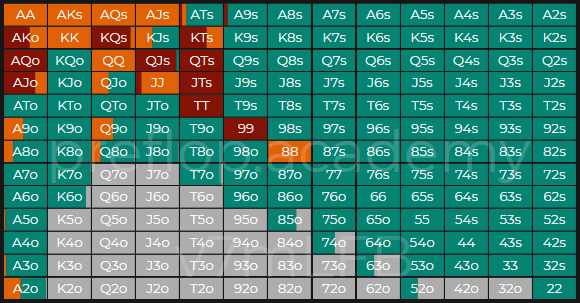 AA AKs AQs AJs ATs A9s A8s A7s A6s A5s A4s A3s A2s
AKo KK KQs KJs KTs K9s K8s K7s K6s K5s K4s K3s K2s
AQo KQo QQ QJs QTs Q9s Q8s Q7s Q6s Q5s Q4s Q3s Q2s
AJo KJo QJo JJ JTs J9s J8s J7s J6s J5s J4s J3s J2s
ATo KTo QTo JTo TT T9s T8s T7s T6s T5s T4s T3s T2s
A9o K9o Q9o J9o T9o 99 98s 97s 96s 95s 94s 93s 92s
A8o K8o Q8o J8o T8o 98o 88 87s 86s 85s 84s 83s 82s
preflop.academy
A7o K7o Q7o J7o T7o 97o 87o 77 76s 75s 74s 73s 72s
A6o K6o Q6o J6o T6o 96o 86o 76o 66 65s 64s 63s 62s
A5o K5o Q5o J5o T5o 95o 85o 75o 65o 55 54s 53s 52s
A4o K4o Q4o J4o T4o 94o 84o 74o 64o 54o 44 43s 42s
A3o K3o Q3o J3o T3o 93o 83o 73o 63o 53o 43o 33 32s
A2o K2o Q2o J2o T2o 92o 82o 72o 62o 52o 42o 32o 22